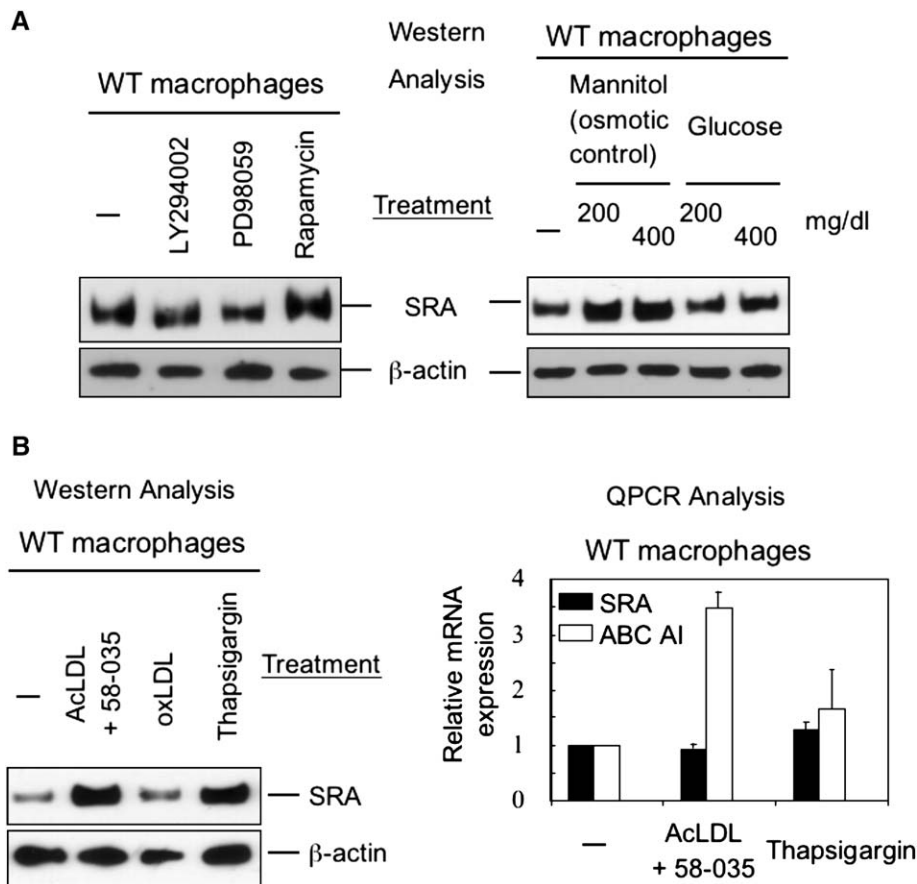 A
Western
Analysis
WT macrophages
—
LY294002
PD98059
Rapamycin
Treatment
WT macrophages
Mannitol
(osmotic
control)
Glucose
—
200
400
200
400
mg/dl
SRA
β-actin
B
Western Analysis
WT macrophages
—
AcLDL
+ 58-035
oxLDL
Thapsigargin
Treatment
SRA
β-actin
QPCR Analysis
WT macrophages
Relative mRNA
expression
4
3
2
1
0
SRA
ABC AI
—
AcLDL
+ 58-035
Thapsigargin